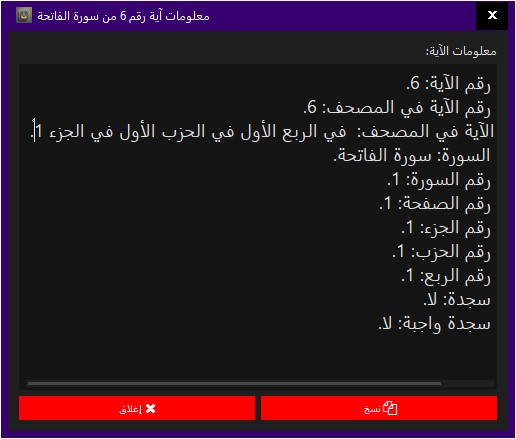 معلومات آية رقم 6 من سورة الفاتحة
معلومات الآية:
رقم الآية: 6.
رقم الآية في المصحف: 6.
الآية في المصحف: في الربع الأول في الحزب الأول في الجزء 1.
السورة: سورة الفاتحة.
رقم السورة: 1.
رقم الصفحة: 1.
رقم الجزء: 1.
رقم الحزب: 1.
رقم الربع: 1.
سجدة: لا.
سجدة واجبة: لا.
نسخ
إغلاق